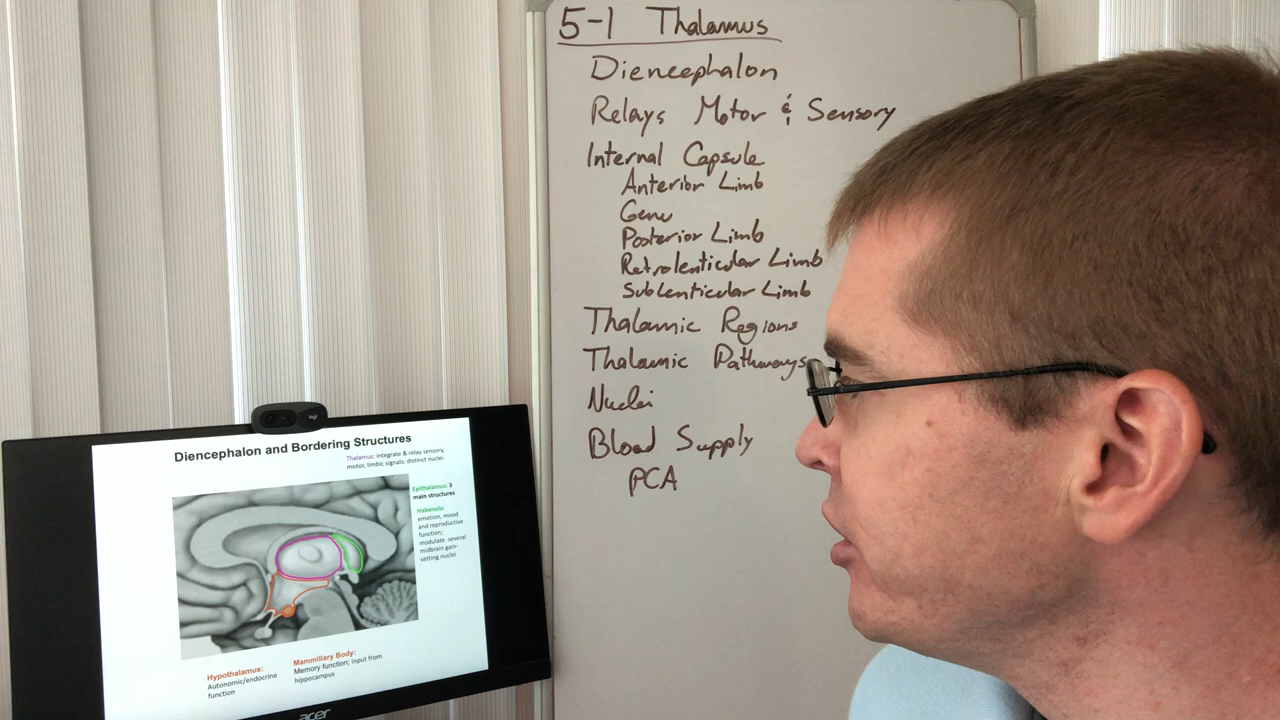 5-1 Thalamus
Diencephalon
Relays Motor & Sensory
Internal Capsule
Anterior Limb
Genu
Posterior Limb
Retrolenticular Limb
Sublenticular Limb
Thalamic Regions
Thalamic Pathways
Nuclei
Blood Supply
PCA
Diencephalon and Bordering Structures
Thalamus: integrate & relay sensory,
motor, limbic signals; distinct nuclei
Epithalamus: 3
main structures
Habenula:
emotion, mood
and reproductive
function;
modulate several
midbrain gain-
setting nuclei
Hypothalamus:
Autonomic/endocrine
function
Mammillary Body:
Memory function; input from
hippocampus
logi
acer